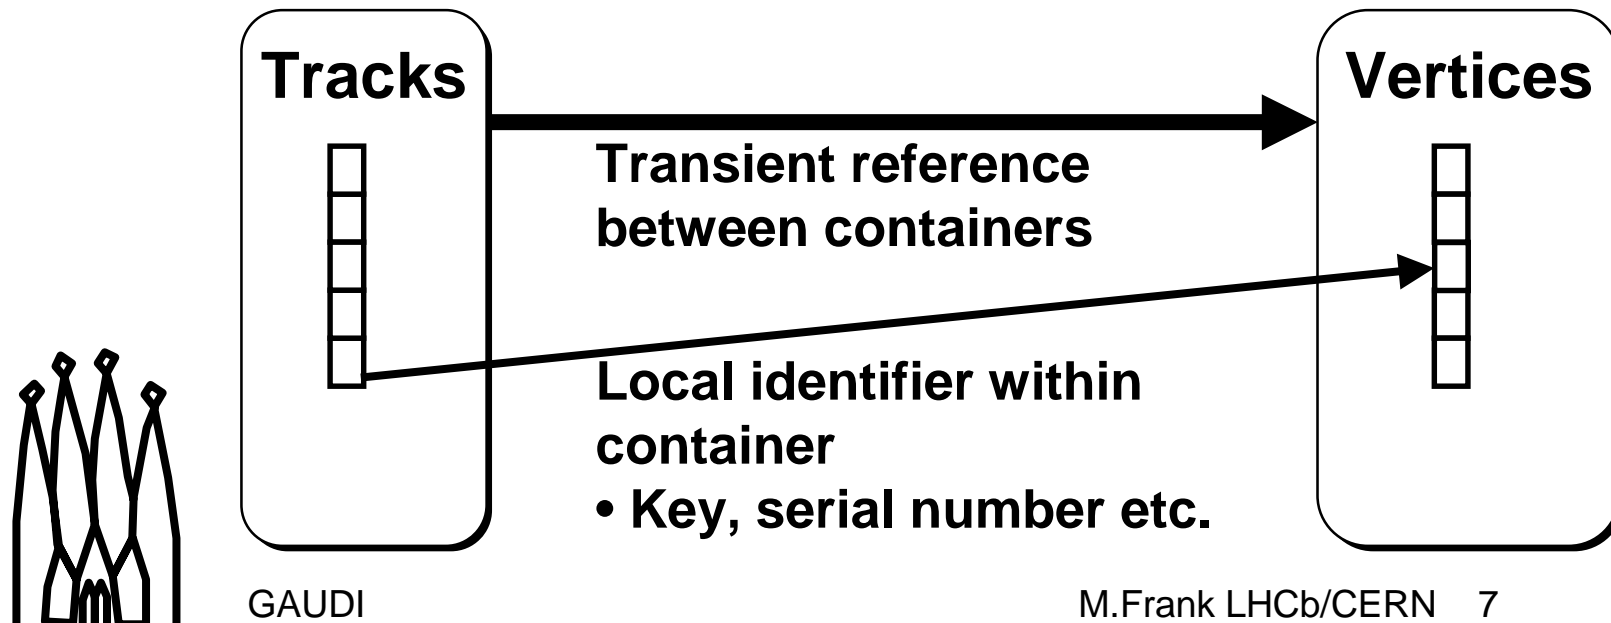 Tracks
Vertices
Transient reference
between containers
Local identifier within
container
• Key, serial number etc.
GAUDI
M.Frank LHCb/CERN 7